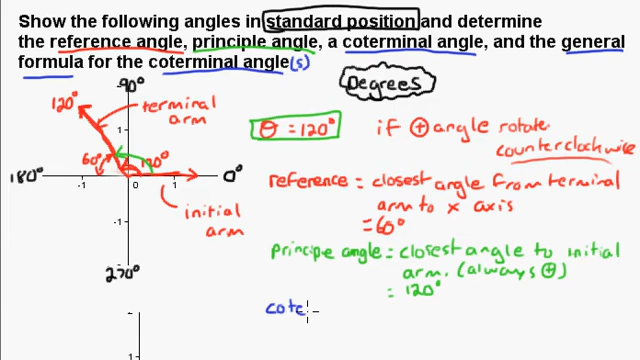 Show the following angles in standard position and determine
the reference angle, principle angle, a coterminal angle, and the general
formula for the coterminal angle(s)
Degrees
90°
120°
terminal
arm
1
60°
120°
180°
-1
0
1
0°
-1
initial
arm
270°
θ = 120°
if ⊕ angle rotate
counterclockwise
reference = closest angle from terminal
arm to x axis
= 60°
principle angle = closest angle to initial
arm. (always ⊕)
= 120°
cote
2
1